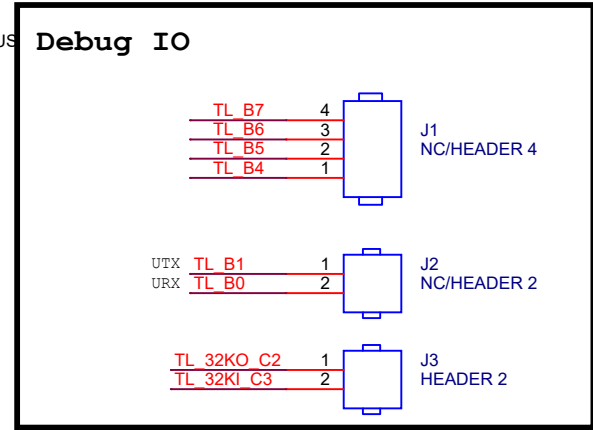 US
Debug IO
TL_B7 4
TL_B6 3 J1
TL_B5 2 NC/HEADER 4
TL_B4 1
UTX TL_B1 1 J2
URX TL_B0 2 NC/HEADER 2
TL_32KO_C2 1 J3
TL_32KI_C3 2 HEADER 2